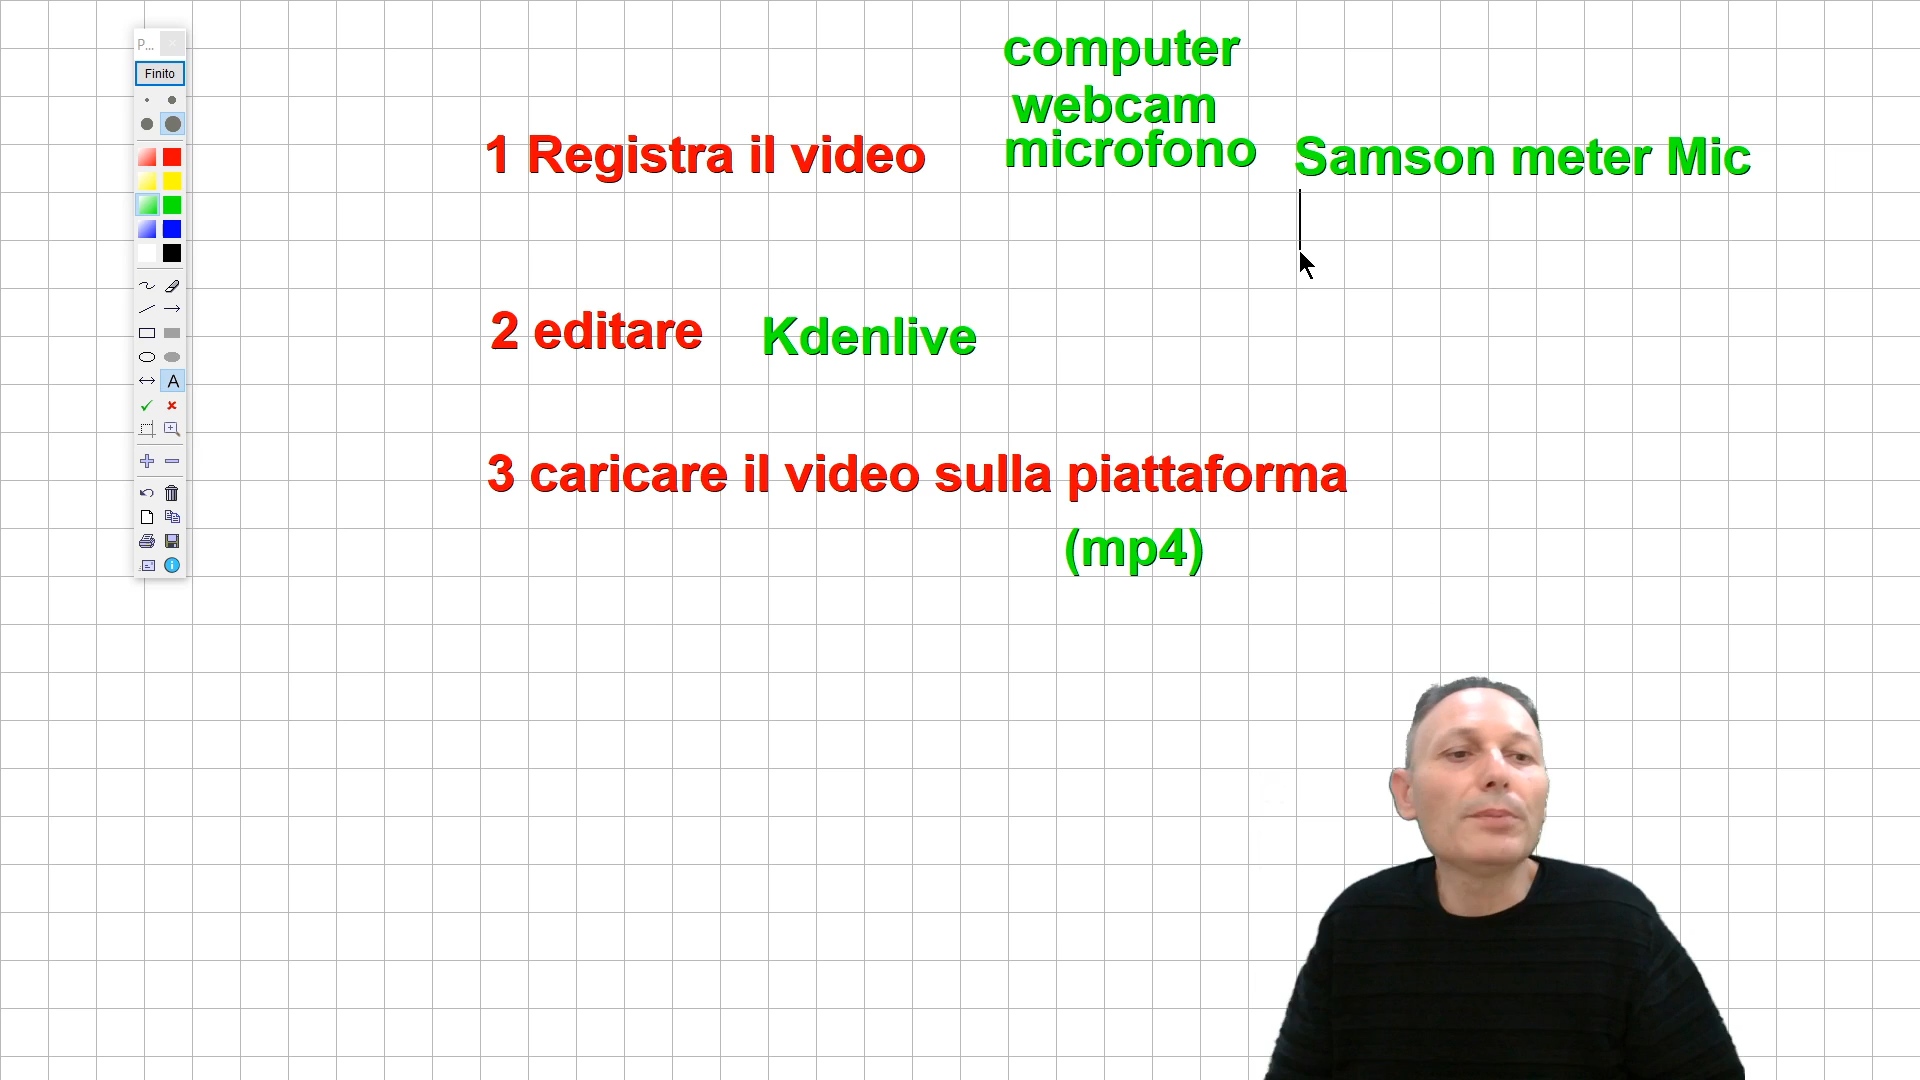 P...
Finito
computer
webcam
microfono
1 Registra il video
Samson meter Mic
2 editare
Kdenlive
3 caricare il video sulla piattaforma
(mp4)
A